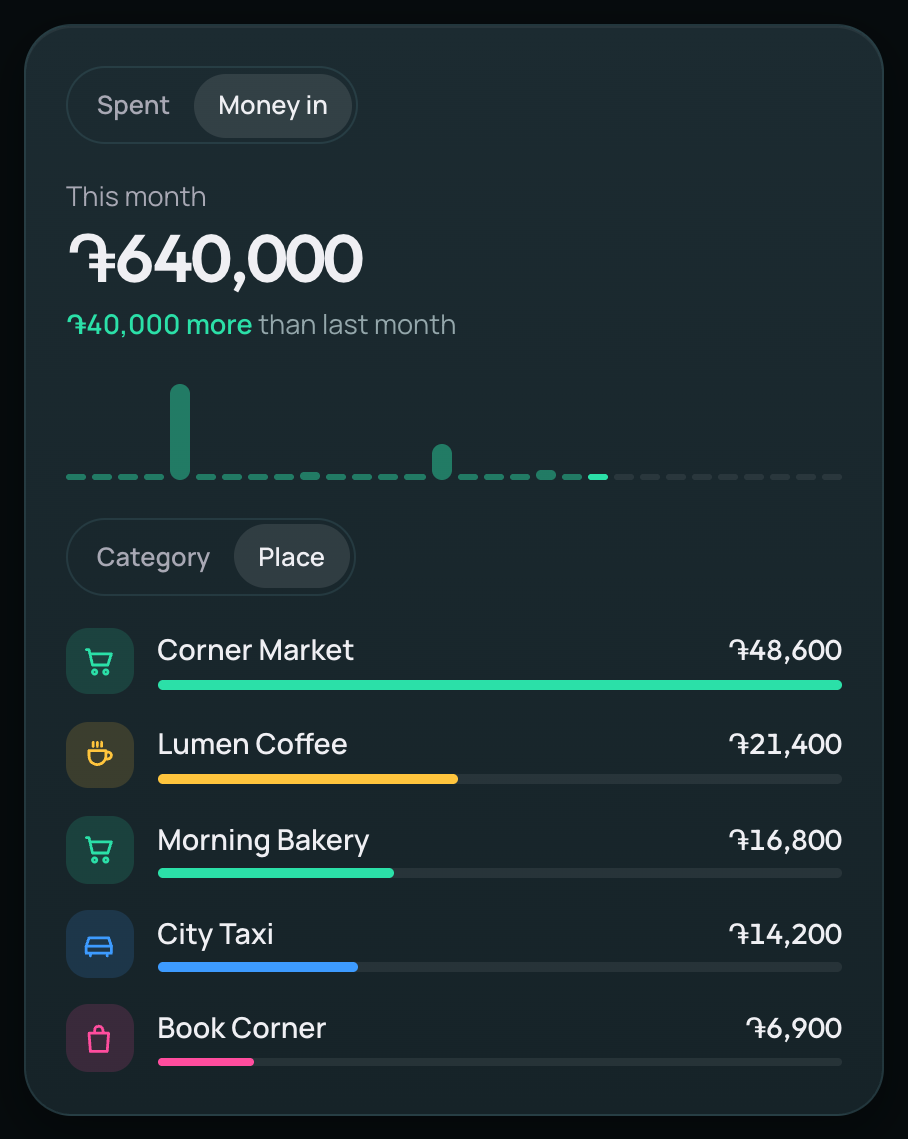 Spent Money in
This month
֏640,000
֏40,000 more than last month
Category Place
Corner Market ֏48,600
Lumen Coffee ֏21,400
Morning Bakery ֏16,800
City Taxi ֏14,200
Book Corner ֏6,900